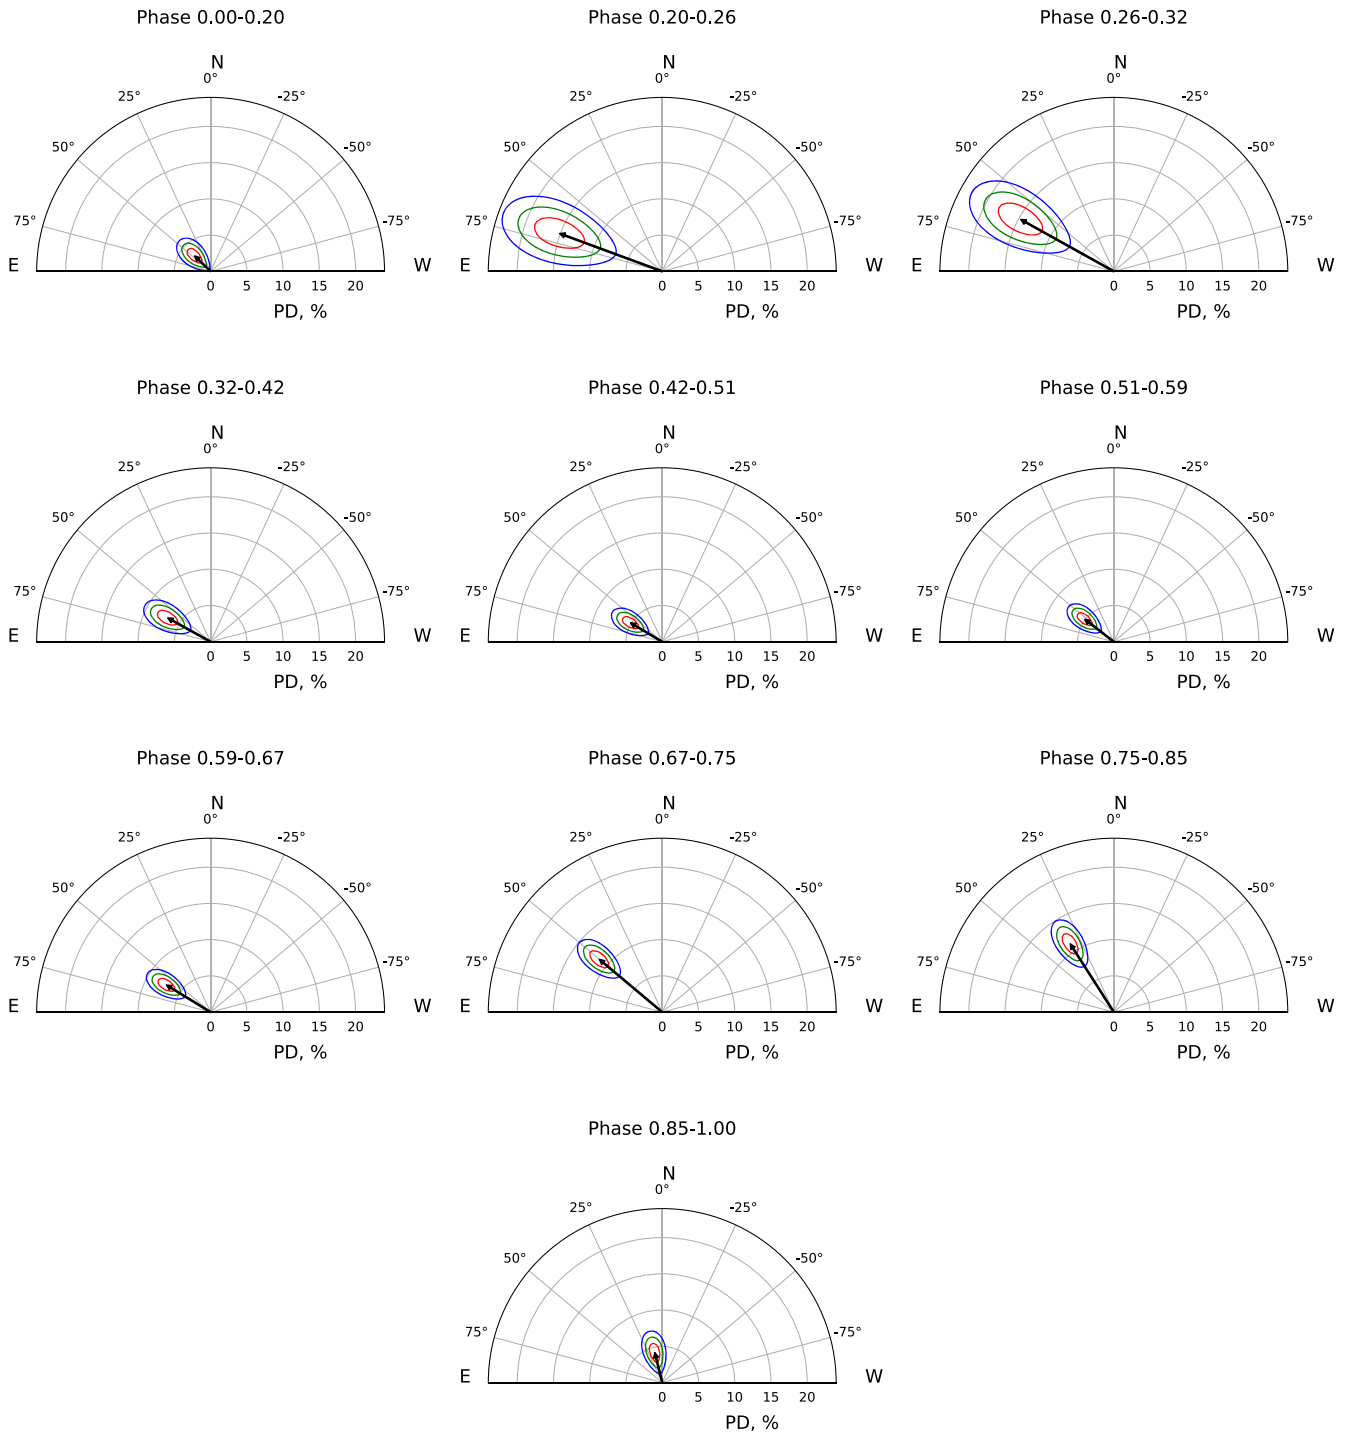 Phase 0.00-0.20
N
0°
25° -25°
50° -50°
75° -75°
E W
0 5 10 15 20
PD, %
Phase 0.20-0.26
N
0°
25° -25°
50° -50°
75° -75°
E W
0 5 10 15 20
PD, %
Phase 0.26-0.32
N
0°
25° -25°
50° -50°
75° -75°
E W
0 5 10 15 20
PD, %
Phase 0.32-0.42
N
0°
25° -25°
50° -50°
75° -75°
E W
0 5 10 15 20
PD, %
Phase 0.42-0.51
N
0°
25° -25°
50° -50°
75° -75°
E W
0 5 10 15 20
PD, %
Phase 0.51-0.59
N
0°
25° -25°
50° -50°
75° -75°
E W
0 5 10 15 20
PD, %
Phase 0.59-0.67
N
0°
25° -25°
50° -50°
75° -75°
E W
0 5 10 15 20
PD, %
Phase 0.67-0.75
N
0°
25° -25°
50° -50°
75° -75°
E W
0 5 10 15 20
PD, %
Phase 0.75-0.85
N
0°
25° -25°
50° -50°
75° -75°
E W
0 5 10 15 20
PD, %
Phase 0.85-1.00
N
0°
25° -25°
50° -50°
75° -75°
E W
0 5 10 15 20
PD, %